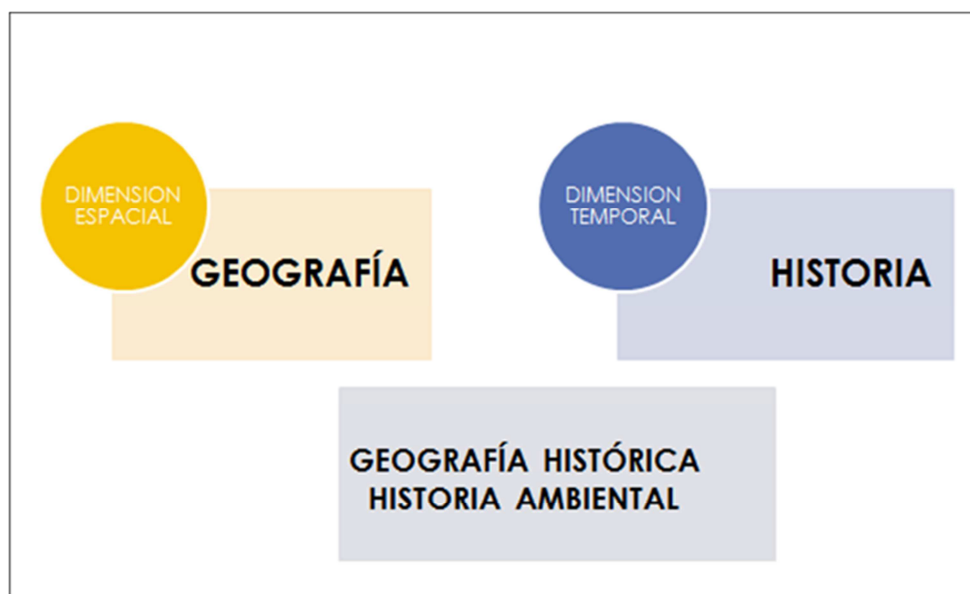 DIMENSION
ESPACIAL
GEOGRAFÍA
DIMENSION
TEMPORAL
HISTORIA
GEOGRAFÍA HISTÓRICA
HISTORIA AMBIENTAL